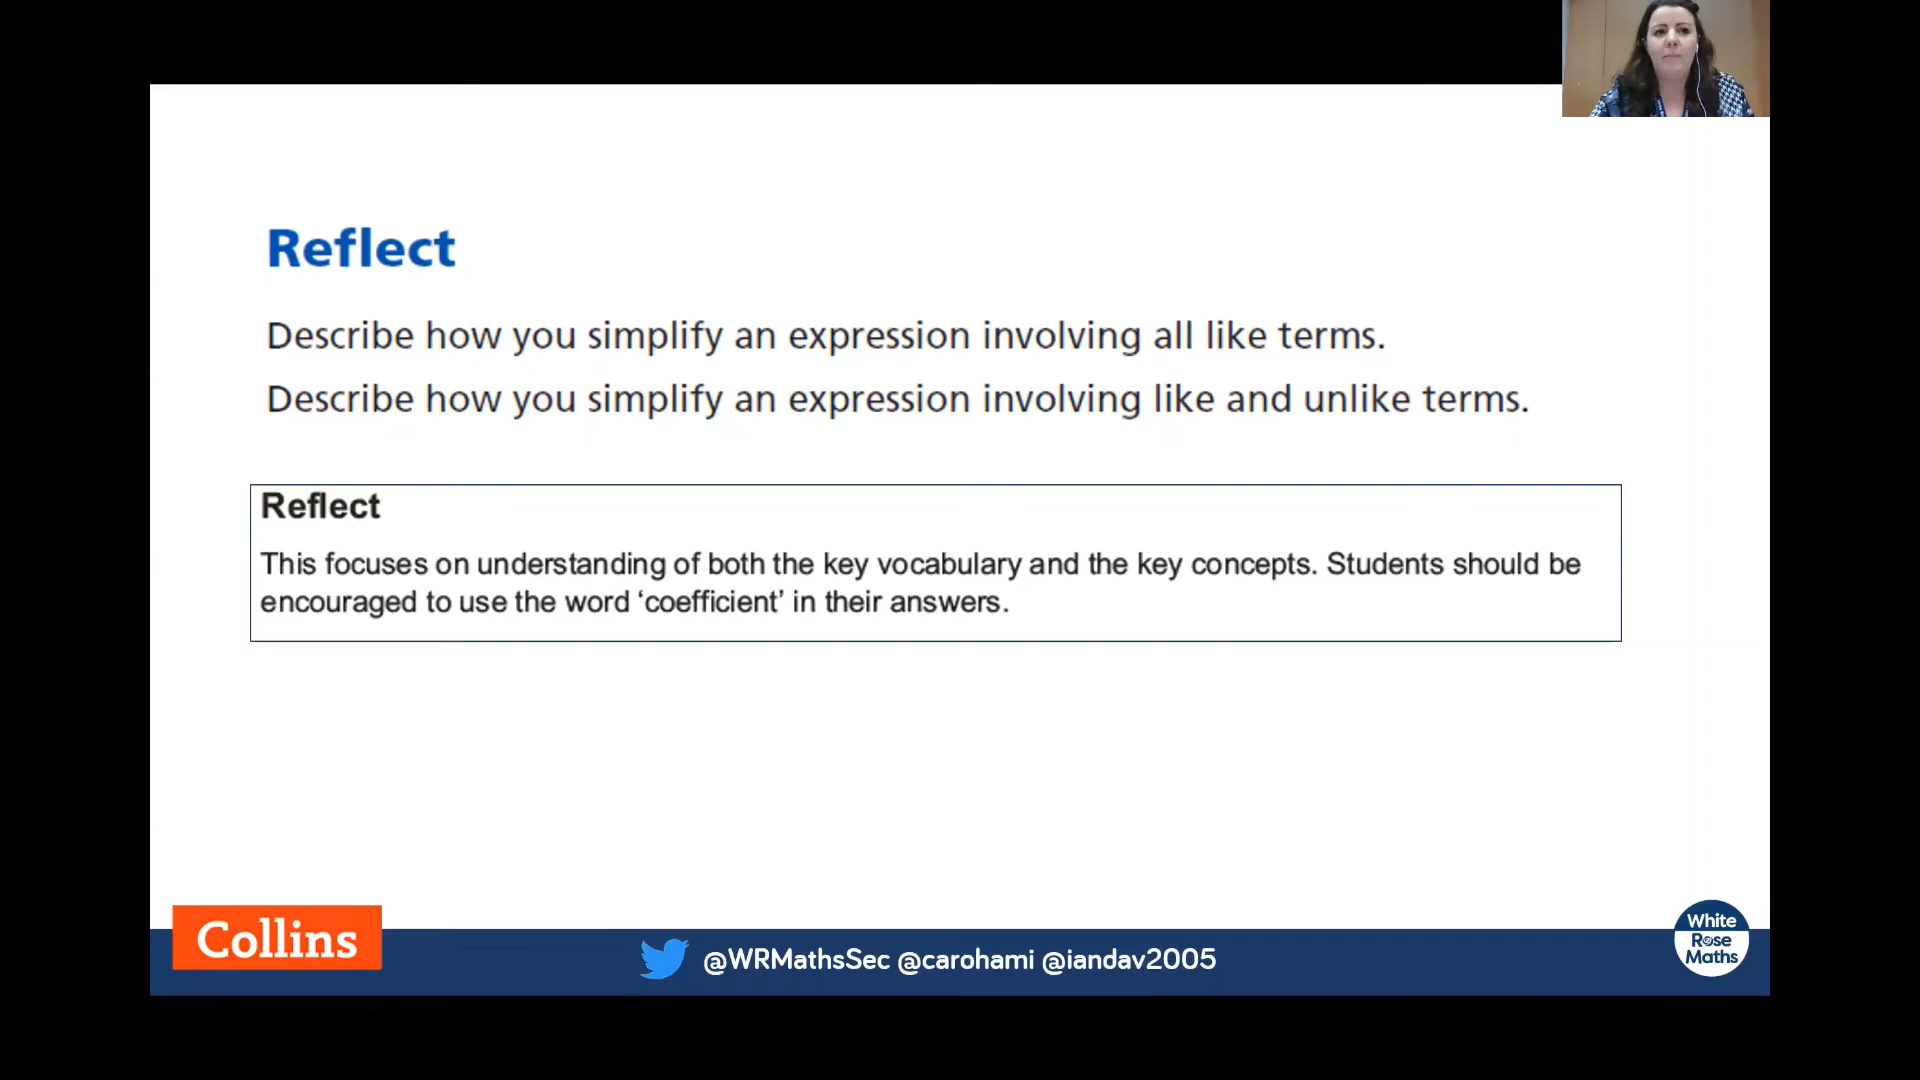 Reflect
Describe how you simplify an expression involving all like terms.
Describe how you simplify an expression involving like and unlike terms.
Reflect
This focuses on understanding of both the key vocabulary and the key concepts. Students should be
encouraged to use the word ‘coefficient’ in their answers.
Collins
@WRMathsSec @carohami @iandav2005
White
Rose
Maths